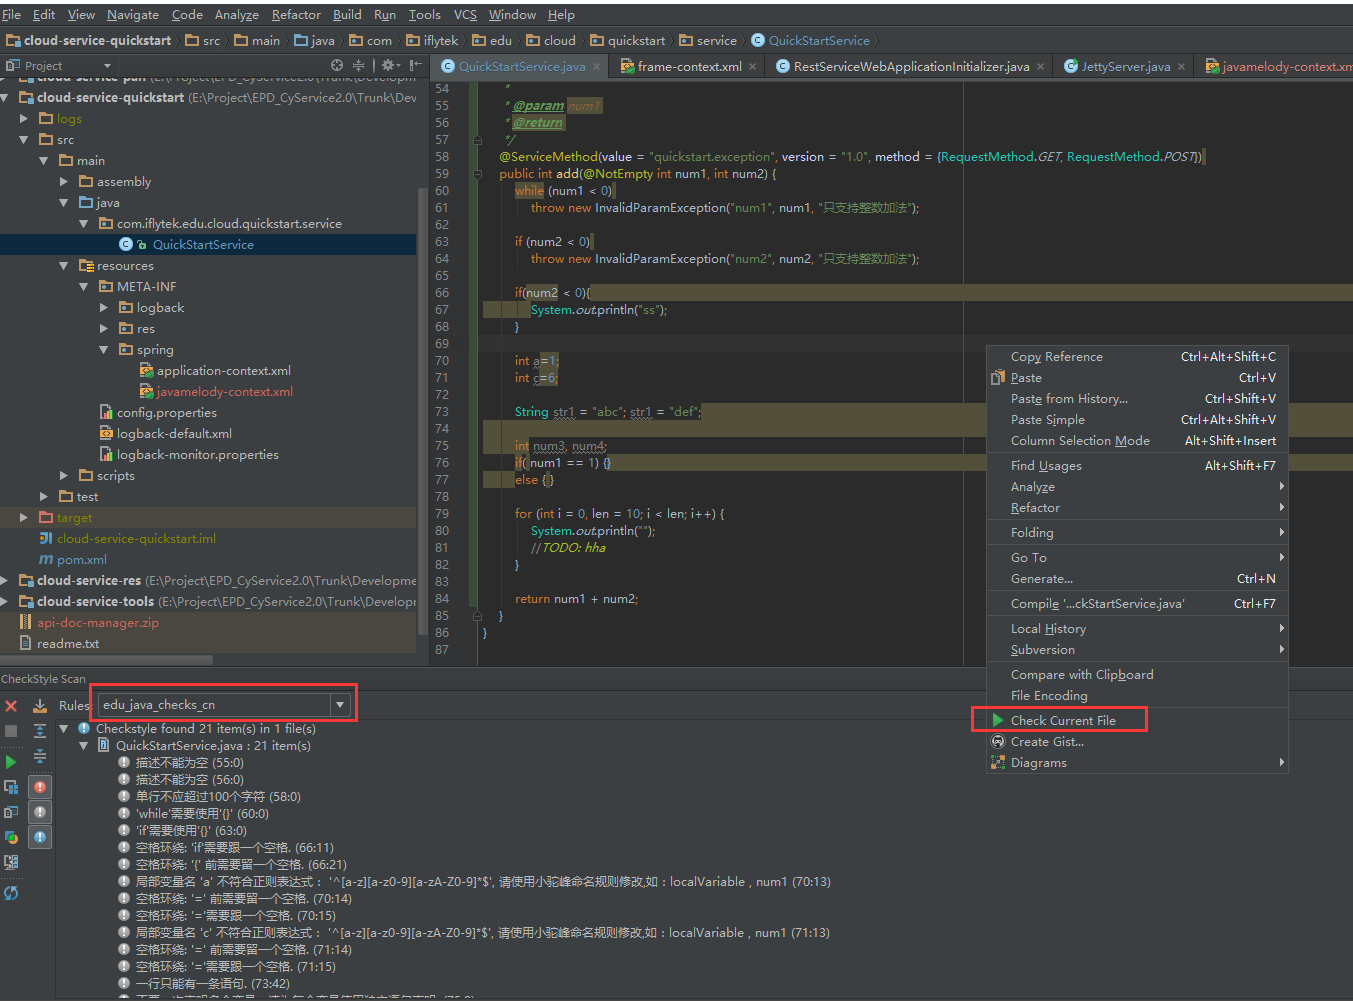 File Edit View Navigate Code Analyze Refactor Build Run Tools VCS Window Help
cloud-service-quickstart src main java com iflytek edu cloud quickstart service QuickStartService
Project
QuickStartService.java frame-context.xml RestServiceWebApplicationInitializer.java JettyServer.java javamelody-context.xm
cloud-service-quickstart (E:\Project\EPD_CyService2.0\Trunk\Dev
logs
src
main
assembly
java
com.iflytek.edu.cloud.quickstart.service
QuickStartService
resources
META-INF
logback
res
spring
application-context.xml
javamelody-context.xml
config.properties
logback-default.xml
logback-monitor.properties
scripts
test
target
cloud-service-quickstart.iml
pom.xml
cloud-service-res (E:\Project\EPD_CyService2.0\Trunk\Developme
cloud-service-tools (E:\Project\EPD_CyService2.0\Trunk\Develop
api-doc-manager.zip
readme.txt
54 *
55 * @param num1
56 * @return
57 */
58 @ServiceMethod(value = "quickstart.exception", version = "1.0", method = {RequestMethod.GET, RequestMethod.POST})
59 public int add(@NotEmpty int num1, int num2) {
60 while (num1 < 0)
61 throw new InvalidParamException("num1", num1, "只支持整数加法");
62
63 if (num2 < 0)
64 throw new InvalidParamException("num2", num2, "只支持整数加法");
65
66 if(num2 < 0){
67 System.out.println("ss");
68 }
69
70 int a=1;
71 int c=6;
72
73 String str1 = "abc"; str1 = "def";
74
75 int num3, num4;
76 if( num1 == 1) {}
77 else { }
78
79 for (int i = 0, len = 10; i < len; i++) {
80 System.out.println("");
81 //TODO: hha
82 }
83
84 return num1 + num2;
85 }
86 }
87
Copy Reference Ctrl+Alt+Shift+C
Paste Ctrl+V
Paste from History... Ctrl+Shift+V
Paste Simple Ctrl+Alt+Shift+V
Column Selection Mode Alt+Shift+Insert
Find Usages Alt+Shift+F7
Analyze
Refactor
Folding
Go To
Generate... Ctrl+N
Compile '...ckStartService.java' Ctrl+F7
Local History
Subversion
Compare with Clipboard
File Encoding
Check Current File
Create Gist...
Diagrams
CheckStyle Scan
Rules edu_java_checks_cn
Checkstyle found 21 item(s) in 1 file(s)
QuickStartService.java : 21 item(s)
描述不能为空 (55:0)
描述不能为空 (56:0)
单行不应超过100个字符 (58:0)
'while'需要使用'{}' (60:0)
'if'需要使用'{}' (63:0)
空格环绕: 'if'需要跟一个空格. (66:11)
空格环绕: '{' 前需要留一个空格. (66:21)
局部变量名 'a' 不符合正则表达式： '^[a-z][a-z0-9][a-zA-Z0-9]*$', 请使用小驼峰命名规则修改,如 : localVariable , num1 (70:13)
空格环绕: '=' 前需要留一个空格. (70:14)
空格环绕: '='需要跟一个空格. (70:15)
局部变量名 'c' 不符合正则表达式： '^[a-z][a-z0-9][a-zA-Z0-9]*$', 请使用小驼峰命名规则修改,如 : localVariable , num1 (71:13)
空格环绕: '=' 前需要留一个空格. (71:14)
空格环绕: '='需要跟一个空格. (71:15)
一行只能有一条语句. (73:42)